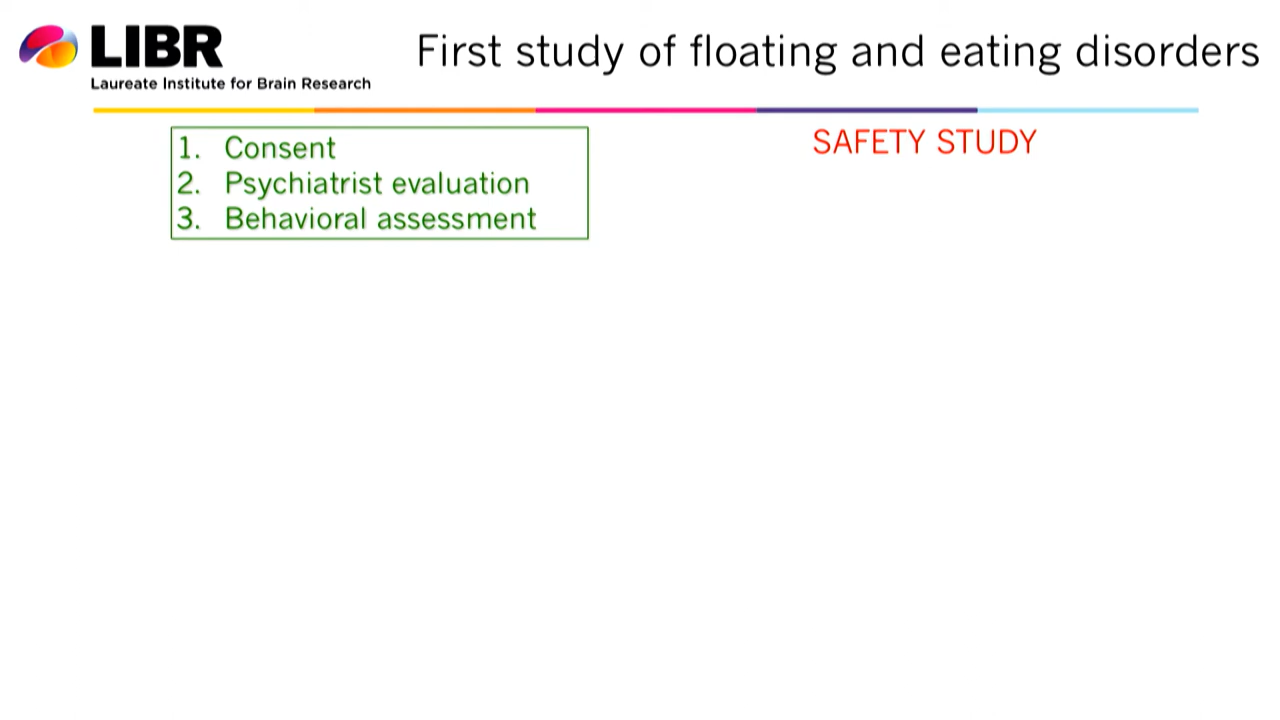 LIBR
Laureate Institute for Brain Research
First study of floating and eating disorders
1. Consent
2. Psychiatrist evaluation
3. Behavioral assessment
SAFETY STUDY